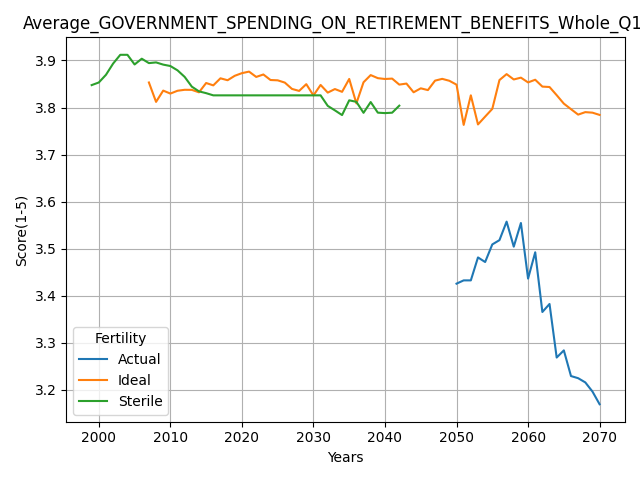 Average_GOVERNMENT_SPENDING_ON_RETIREMENT_BENEFITS_Whole_Q1
3.9
3.8
3.7
3.6
3.5
3.4
3.3
3.2
Score(1-5)
Fertility
Actual
Ideal
Sterile
2000 2010 2020 2030 2040 2050 2060 2070
Years